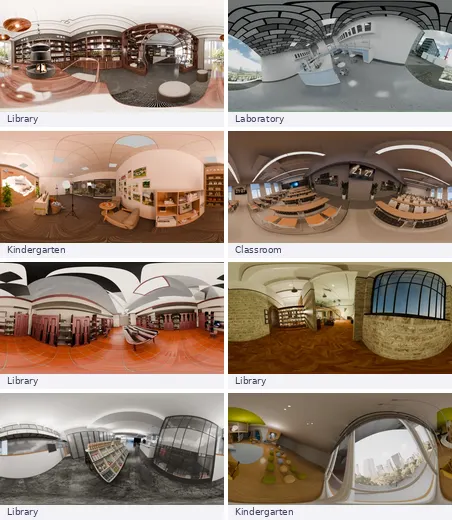 Library
Laboratory
Kindergarten
Classroom
Library
Library
Library
Kindergarten